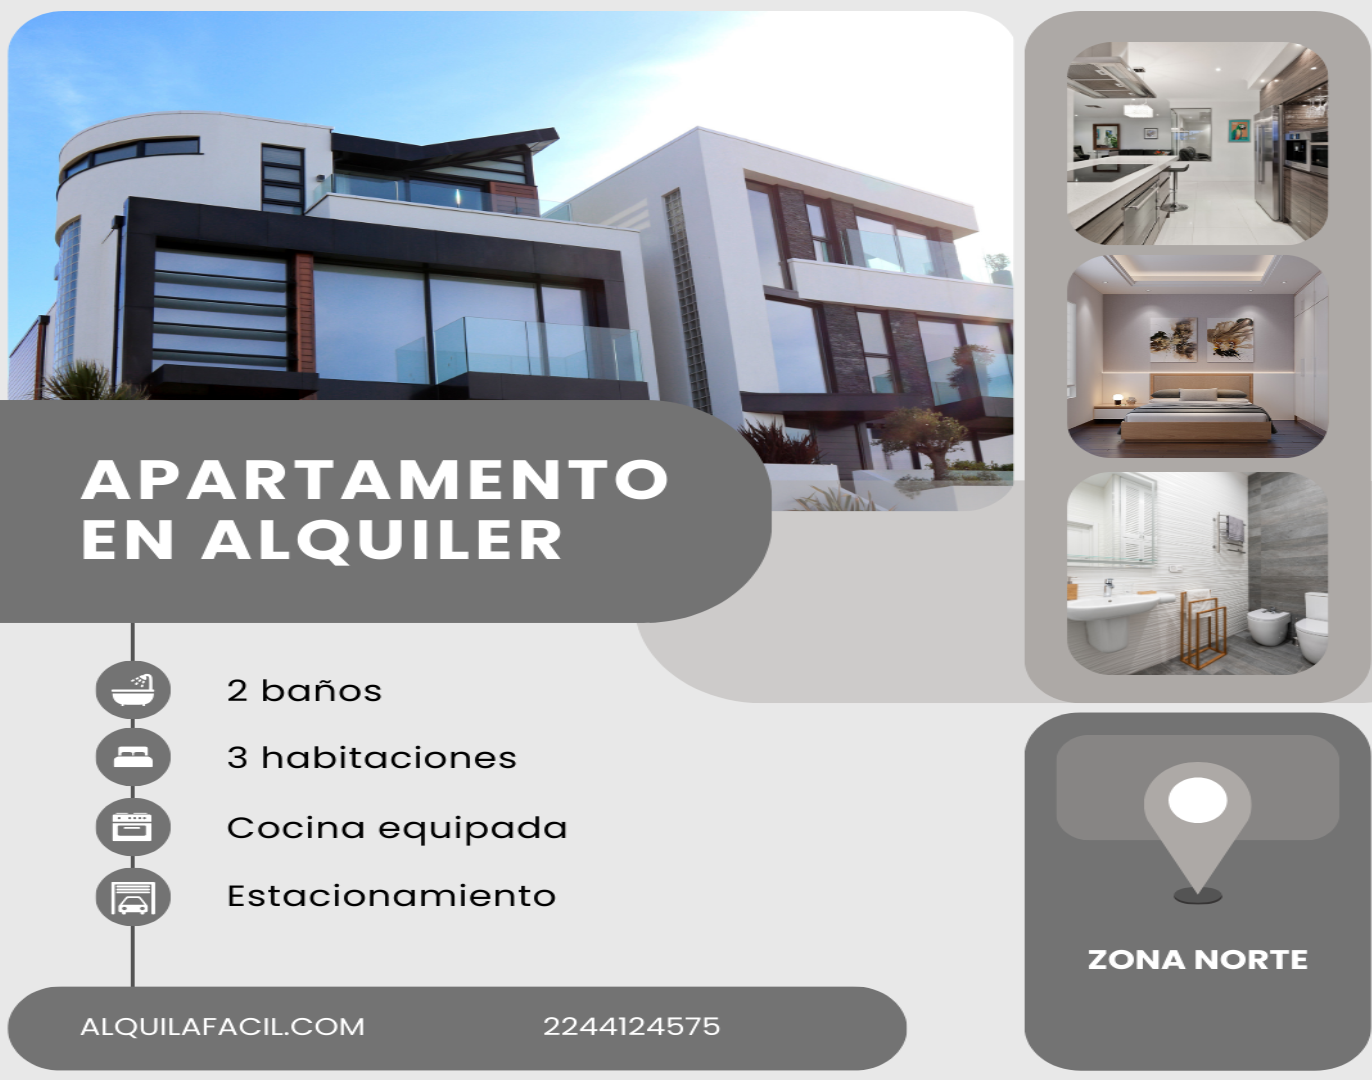 APARTAMENTO
EN ALQUILER
2 baños
3 habitaciones
Cocina equipada
Estacionamiento
ZONA NORTE
ALQUILAFACIL.COM
2244124575